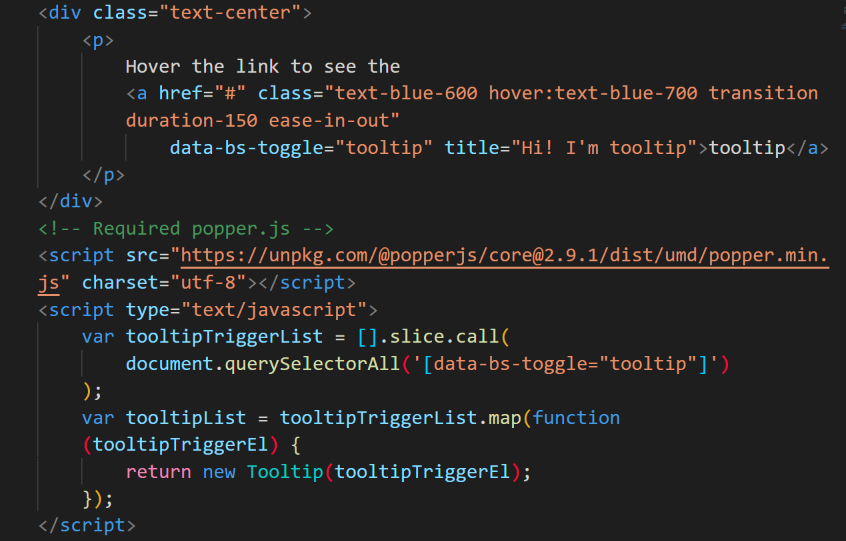 <div class="text-center">
<p>
Hover the link to see the
<a href="#" class="text-blue-600 hover:text-blue-700 transition
duration-150 ease-in-out"
data-bs-toggle="tooltip" title="Hi! I'm tooltip">tooltip</a>
</p>
</div>
<!-- Required popper.js -->
<script src="https://unpkg.com/@popperjs/core@2.9.1/dist/umd/popper.min.
js" charset="utf-8"></script>
<script type="text/javascript">
var tooltipTriggerList = [].slice.call(
document.querySelectorAll('[data-bs-toggle="tooltip"]')
);
var tooltipList = tooltipTriggerList.map(function
(tooltipTriggerEl) {
return new Tooltip(tooltipTriggerEl);
});
</script>